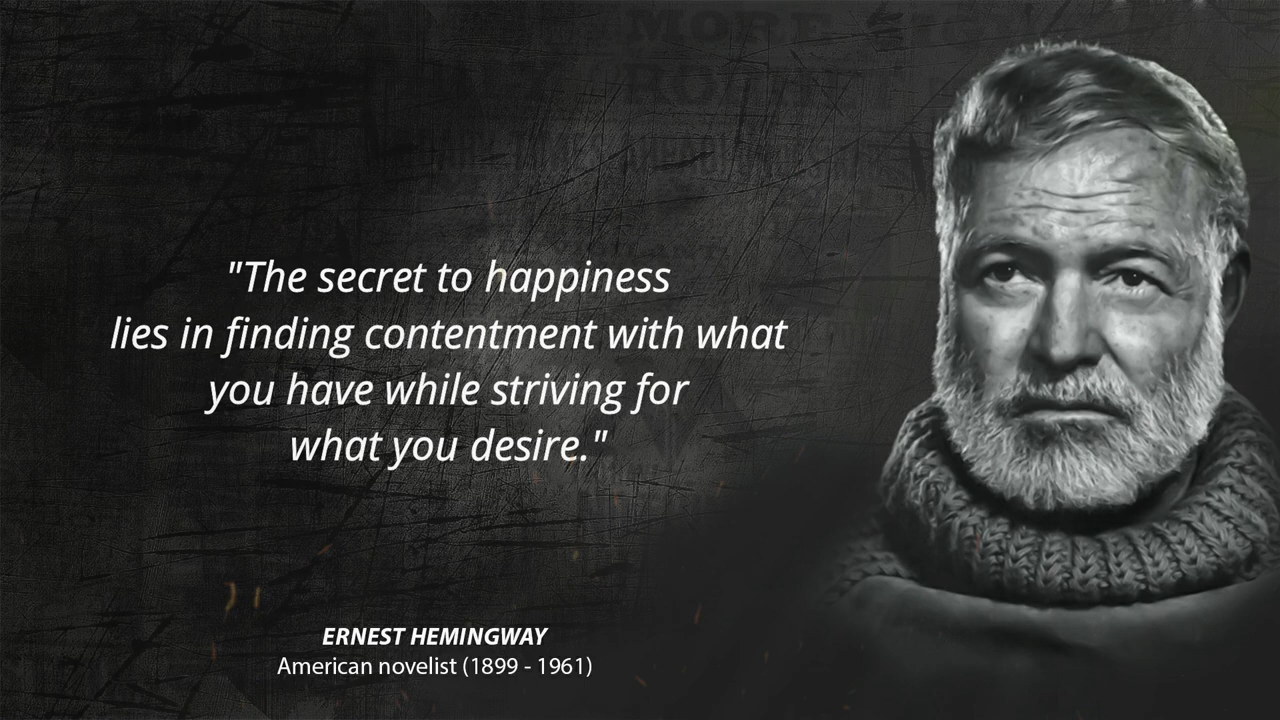 MORE
"The secret to happiness
lies in finding contentment with what
you have while striving for
what you desire."
ERNEST HEMINGWAY
American novelist (1899 - 1961)